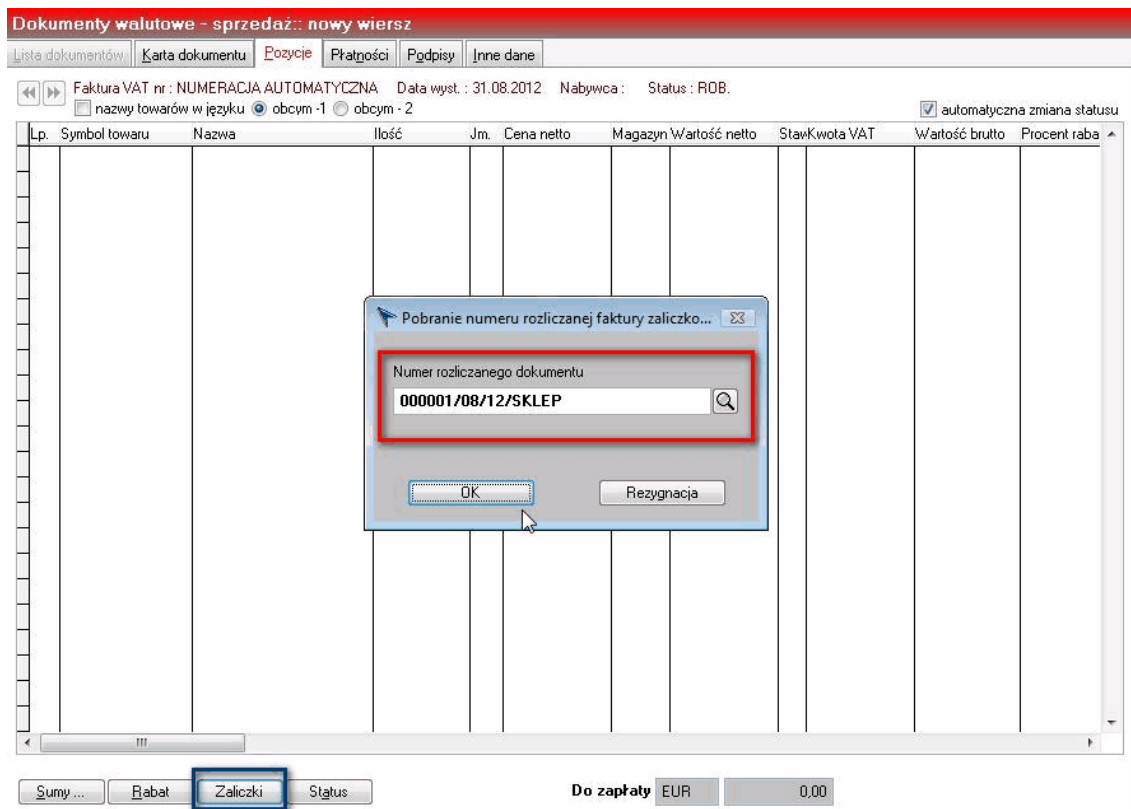 Dokumenty walutowe - sprzedaż:: nowy wiersz
Lista dokumentów Karta dokumentu Pozycje Płatności Podpisy Inne dane
Faktura VAT nr : NUMERACJA AUTOMATYCZNA Data wyst. : 31.08.2012 Nabywca : Status : ROB.
nazwy towarów w języku obcym -1 obcym - 2 automatyczna zmiana statusu
Lp. Symbol towaru Nazwa Ilość Jm. Cena netto Magazyn Wartość netto Staw Kwota VAT Wartość brutto Procent raba
Pobranie numeru rozliczanej faktury zaliczko...
Numer rozliczanego dokumentu
000001/08/12/SKLEP
OK Rezygnacja
Sumy ... Rabat Zaliczki Status Do zapłaty EUR 0,00